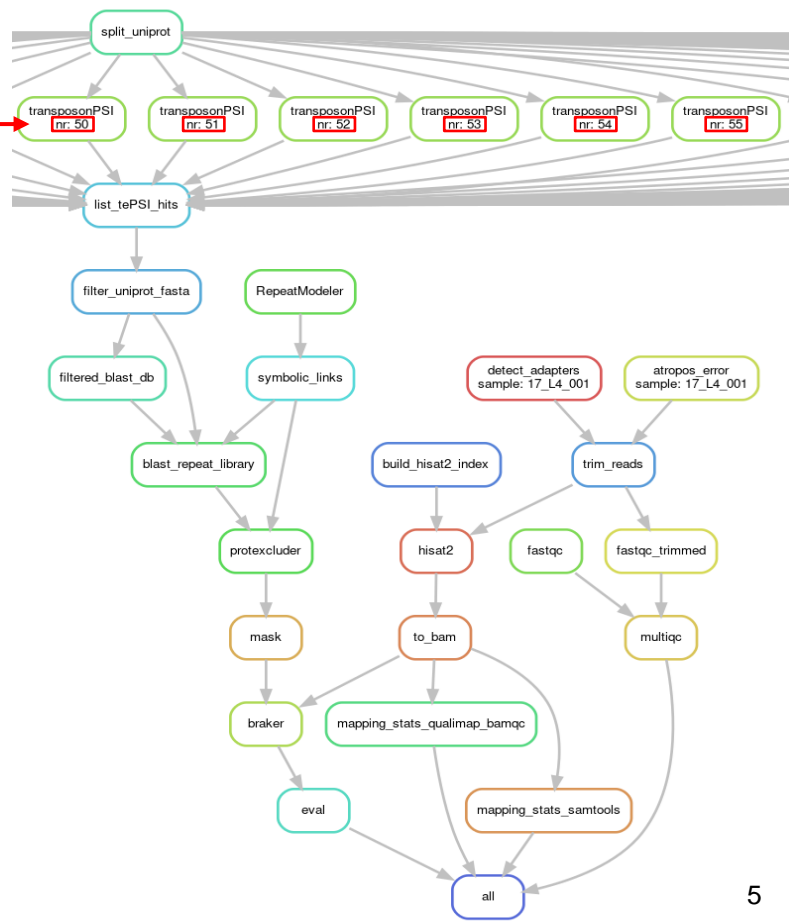 split_uniprot
transposonPSI
nr: 50
transposonPSI
nr: 51
transposonPSI
nr: 52
transposonPSI
nr: 53
transposonPSI
nr: 54
transposonPSI
nr: 55
list_tePSI_hits
filter_uniprot_fasta
RepeatModeler
filtered_blast_db
symbolic_links
detect_adapters
sample: 17_L4_001
atropos_error
sample: 17_L4_001
blast_repeat_library
build_hisat2_index
trim_reads
protexcluder
hisat2
fastqc
fastqc_trimmed
mask
to_bam
multiqc
braker
mapping_stats_qualimap_bamqc
eval
mapping_stats_samtools
all
5